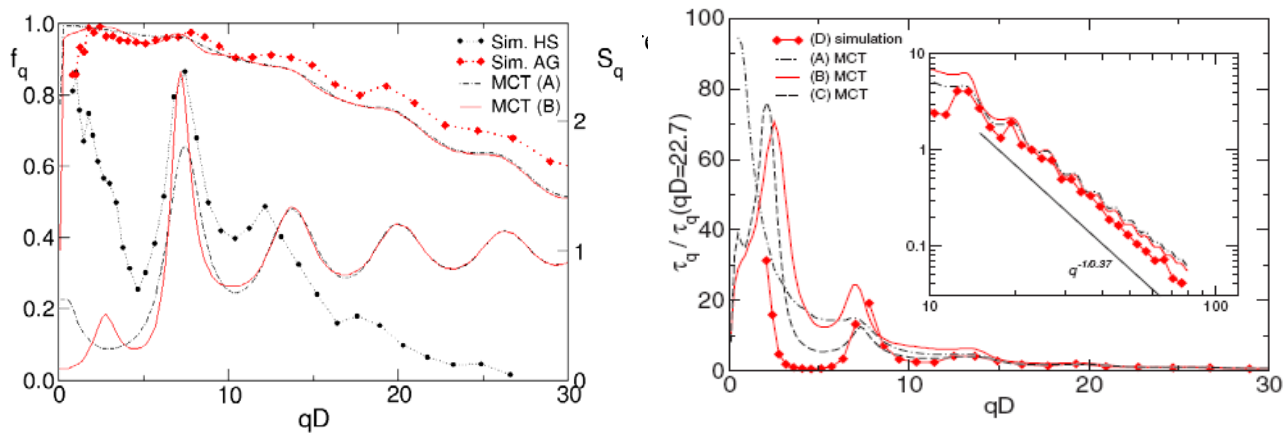 1.0
f_q
0.8
0.6
0.4
0.2
0.0
0
5
10
15
20
25
30
qD
S_q
2
1
0
Sim. HS
Sim. AG
MCT (A)
MCT (B)
100
80
60
40
20
0
τ_q / τ_q(qD=22.7)
0
10
20
30
qD
(D) simulation
(A) MCT
(B) MCT
(C) MCT
10
1
0.1
10
100
q^-1/0.37